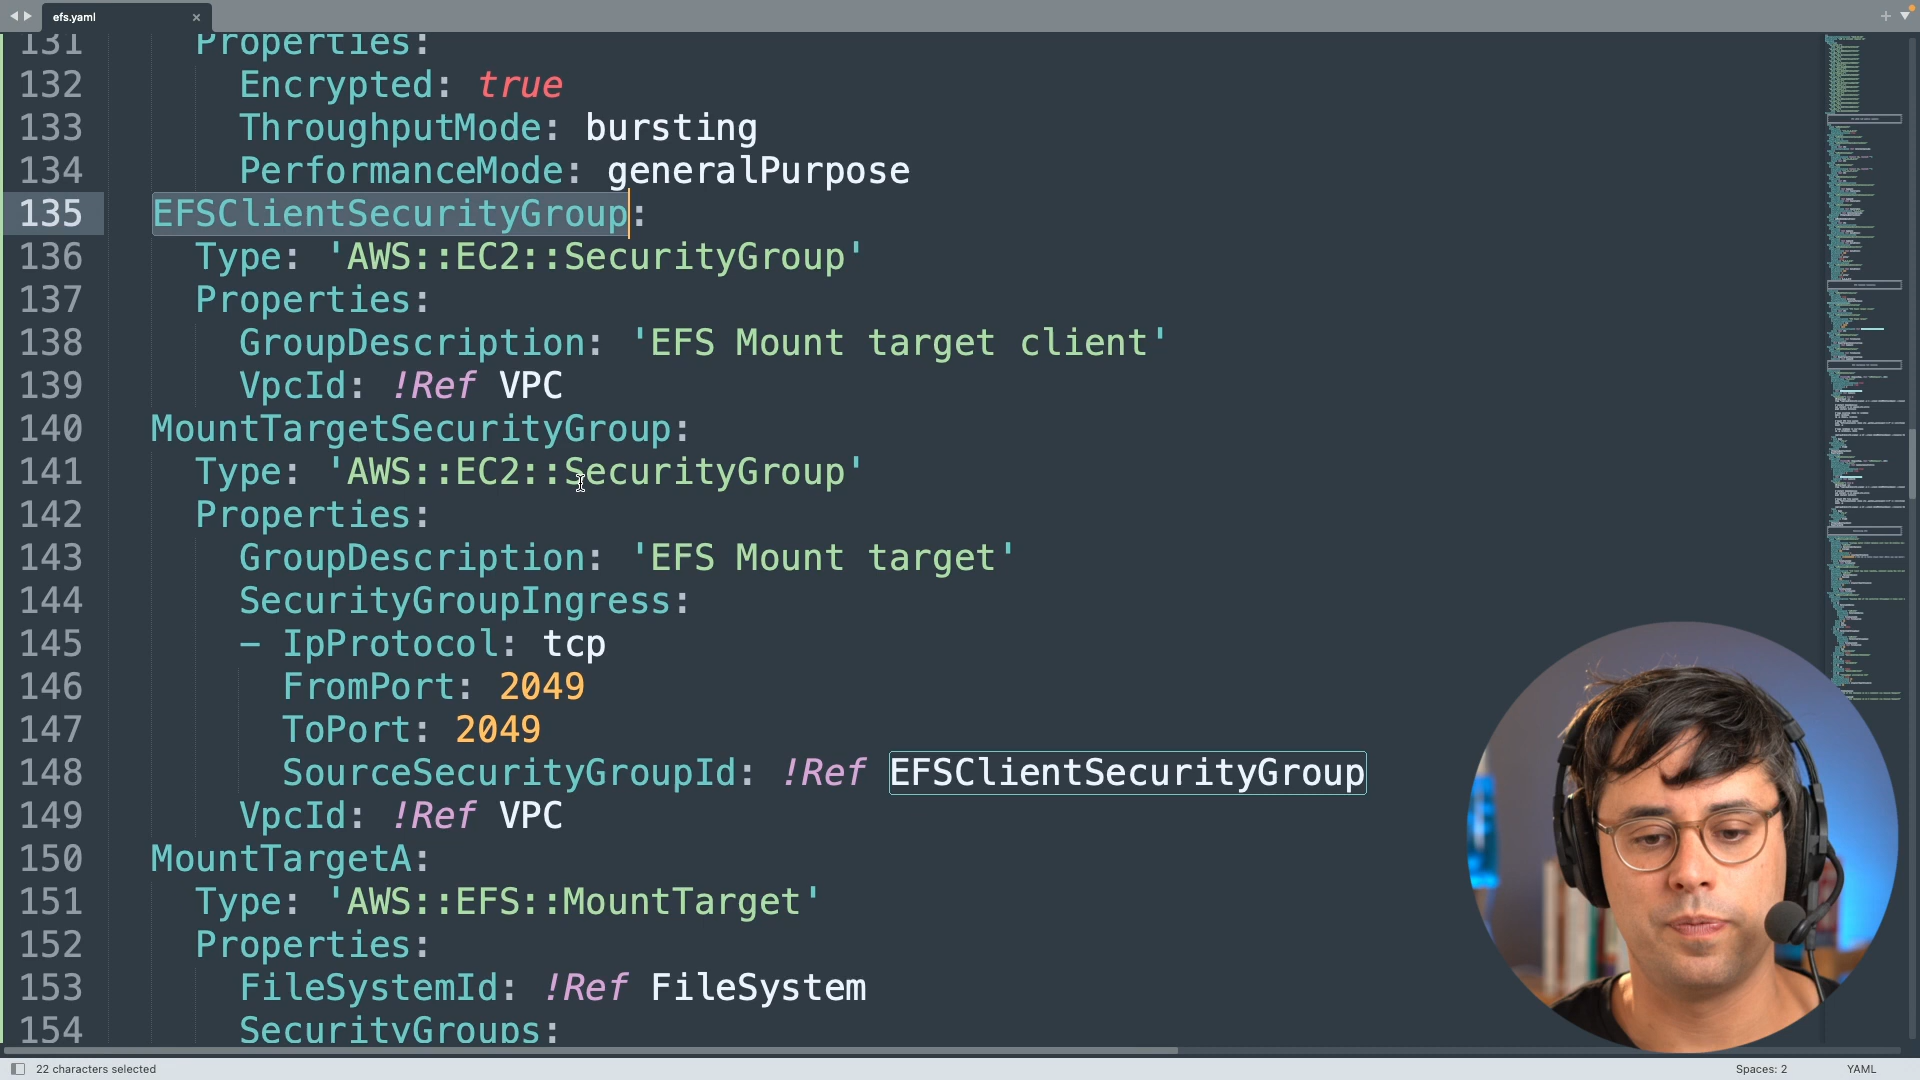 efs.yaml
131 Properties:
132 Encrypted: true
133 ThroughputMode: bursting
134 PerformanceMode: generalPurpose
135 EFSClientSecurityGroup:
136 Type: 'AWS::EC2::SecurityGroup'
137 Properties:
138 GroupDescription: 'EFS Mount target client'
139 VpcId: !Ref VPC
140 MountTargetSecurityGroup:
141 Type: 'AWS::EC2::SecurityGroup'
142 Properties:
143 GroupDescription: 'EFS Mount target'
144 SecurityGroupIngress:
145 - IpProtocol: tcp
146 FromPort: 2049
147 ToPort: 2049
148 SourceSecurityGroupId: !Ref EFSClientSecurityGroup
149 VpcId: !Ref VPC
150 MountTargetA:
151 Type: 'AWS::EFS::MountTarget'
152 Properties:
153 FileSystemId: !Ref FileSystem
154 SecurityGroups:
22 characters selected
Spaces: 2
YAML